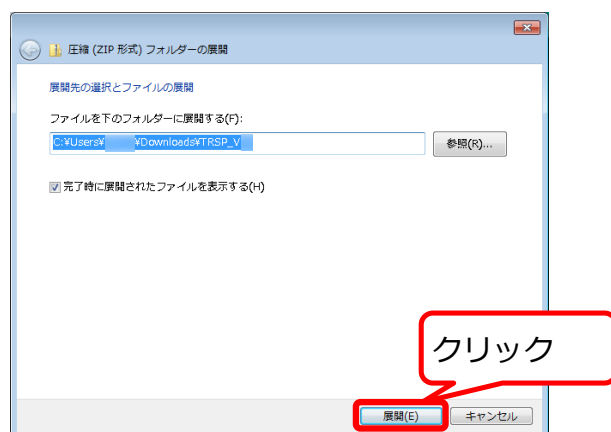 圧縮 (ZIP 形式) フォルダーの展開
展開先の選択とファイルの展開
ファイルを下のフォルダーに展開する(F):
C:¥Users¥ ¥Downloads¥TRSP_V
参照(R)...
完了時に展開されたファイルを表示する(H)
クリック
展開(E)
キャンセル